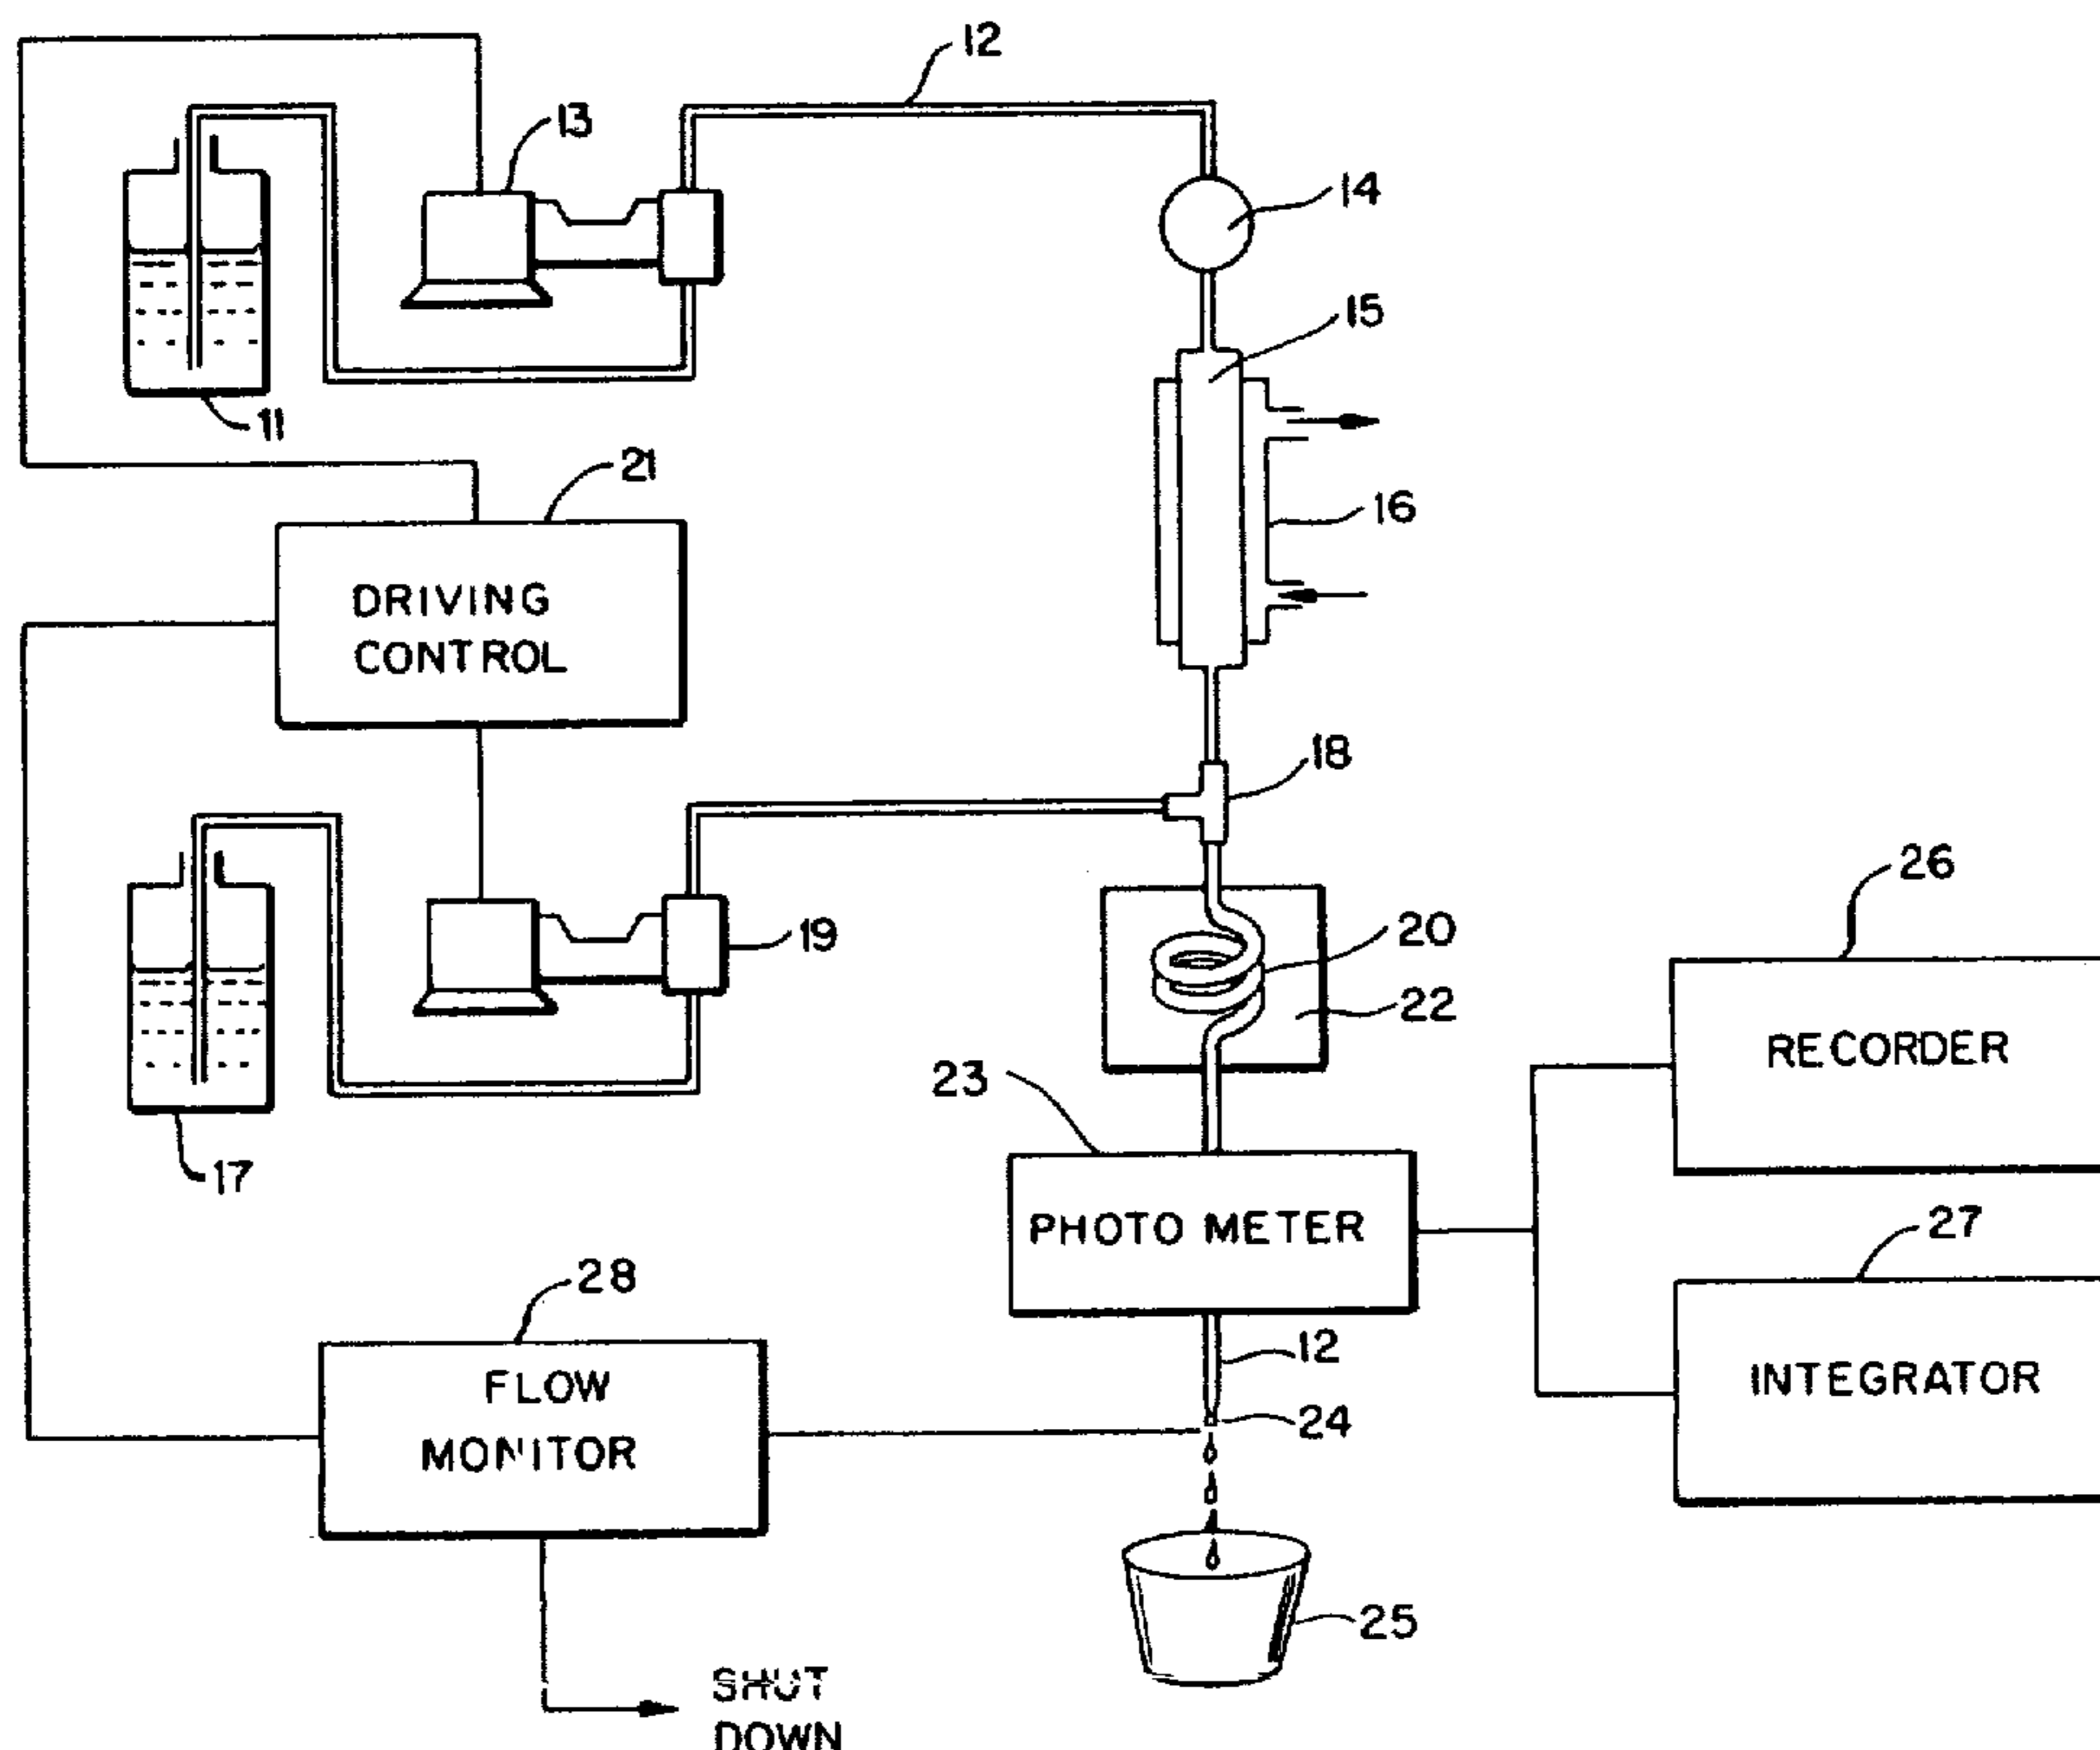 12
13
14
15
11
21
16
DRIVING
CONTROL
18
26
20
19
22
RECORDER
23
17
PHOTO METER
27
28
12
FLOW
INTEGRATOR
24
MONITOR
25
SHUT
DOWN